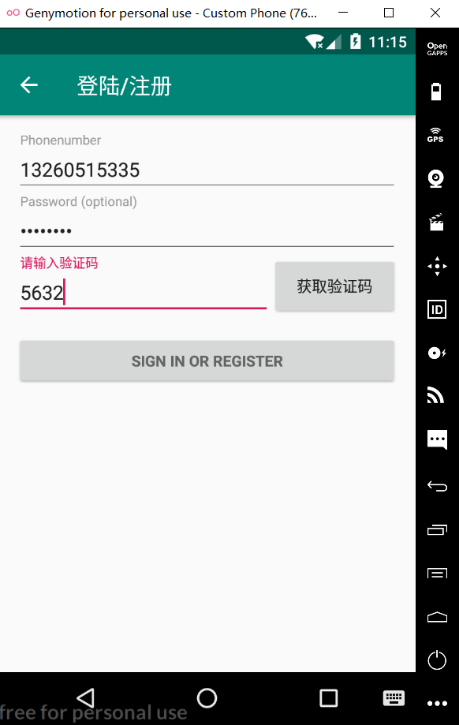 Genymotion for personal use - Custom Phone (76...
11:15
Open
GAPPS
登陆/注册
Phonenumber
13260515335
GPS
Password (optional)
••••••••
请输入验证码
5632
获取验证码
ID
SIGN IN OR REGISTER
free for personal use